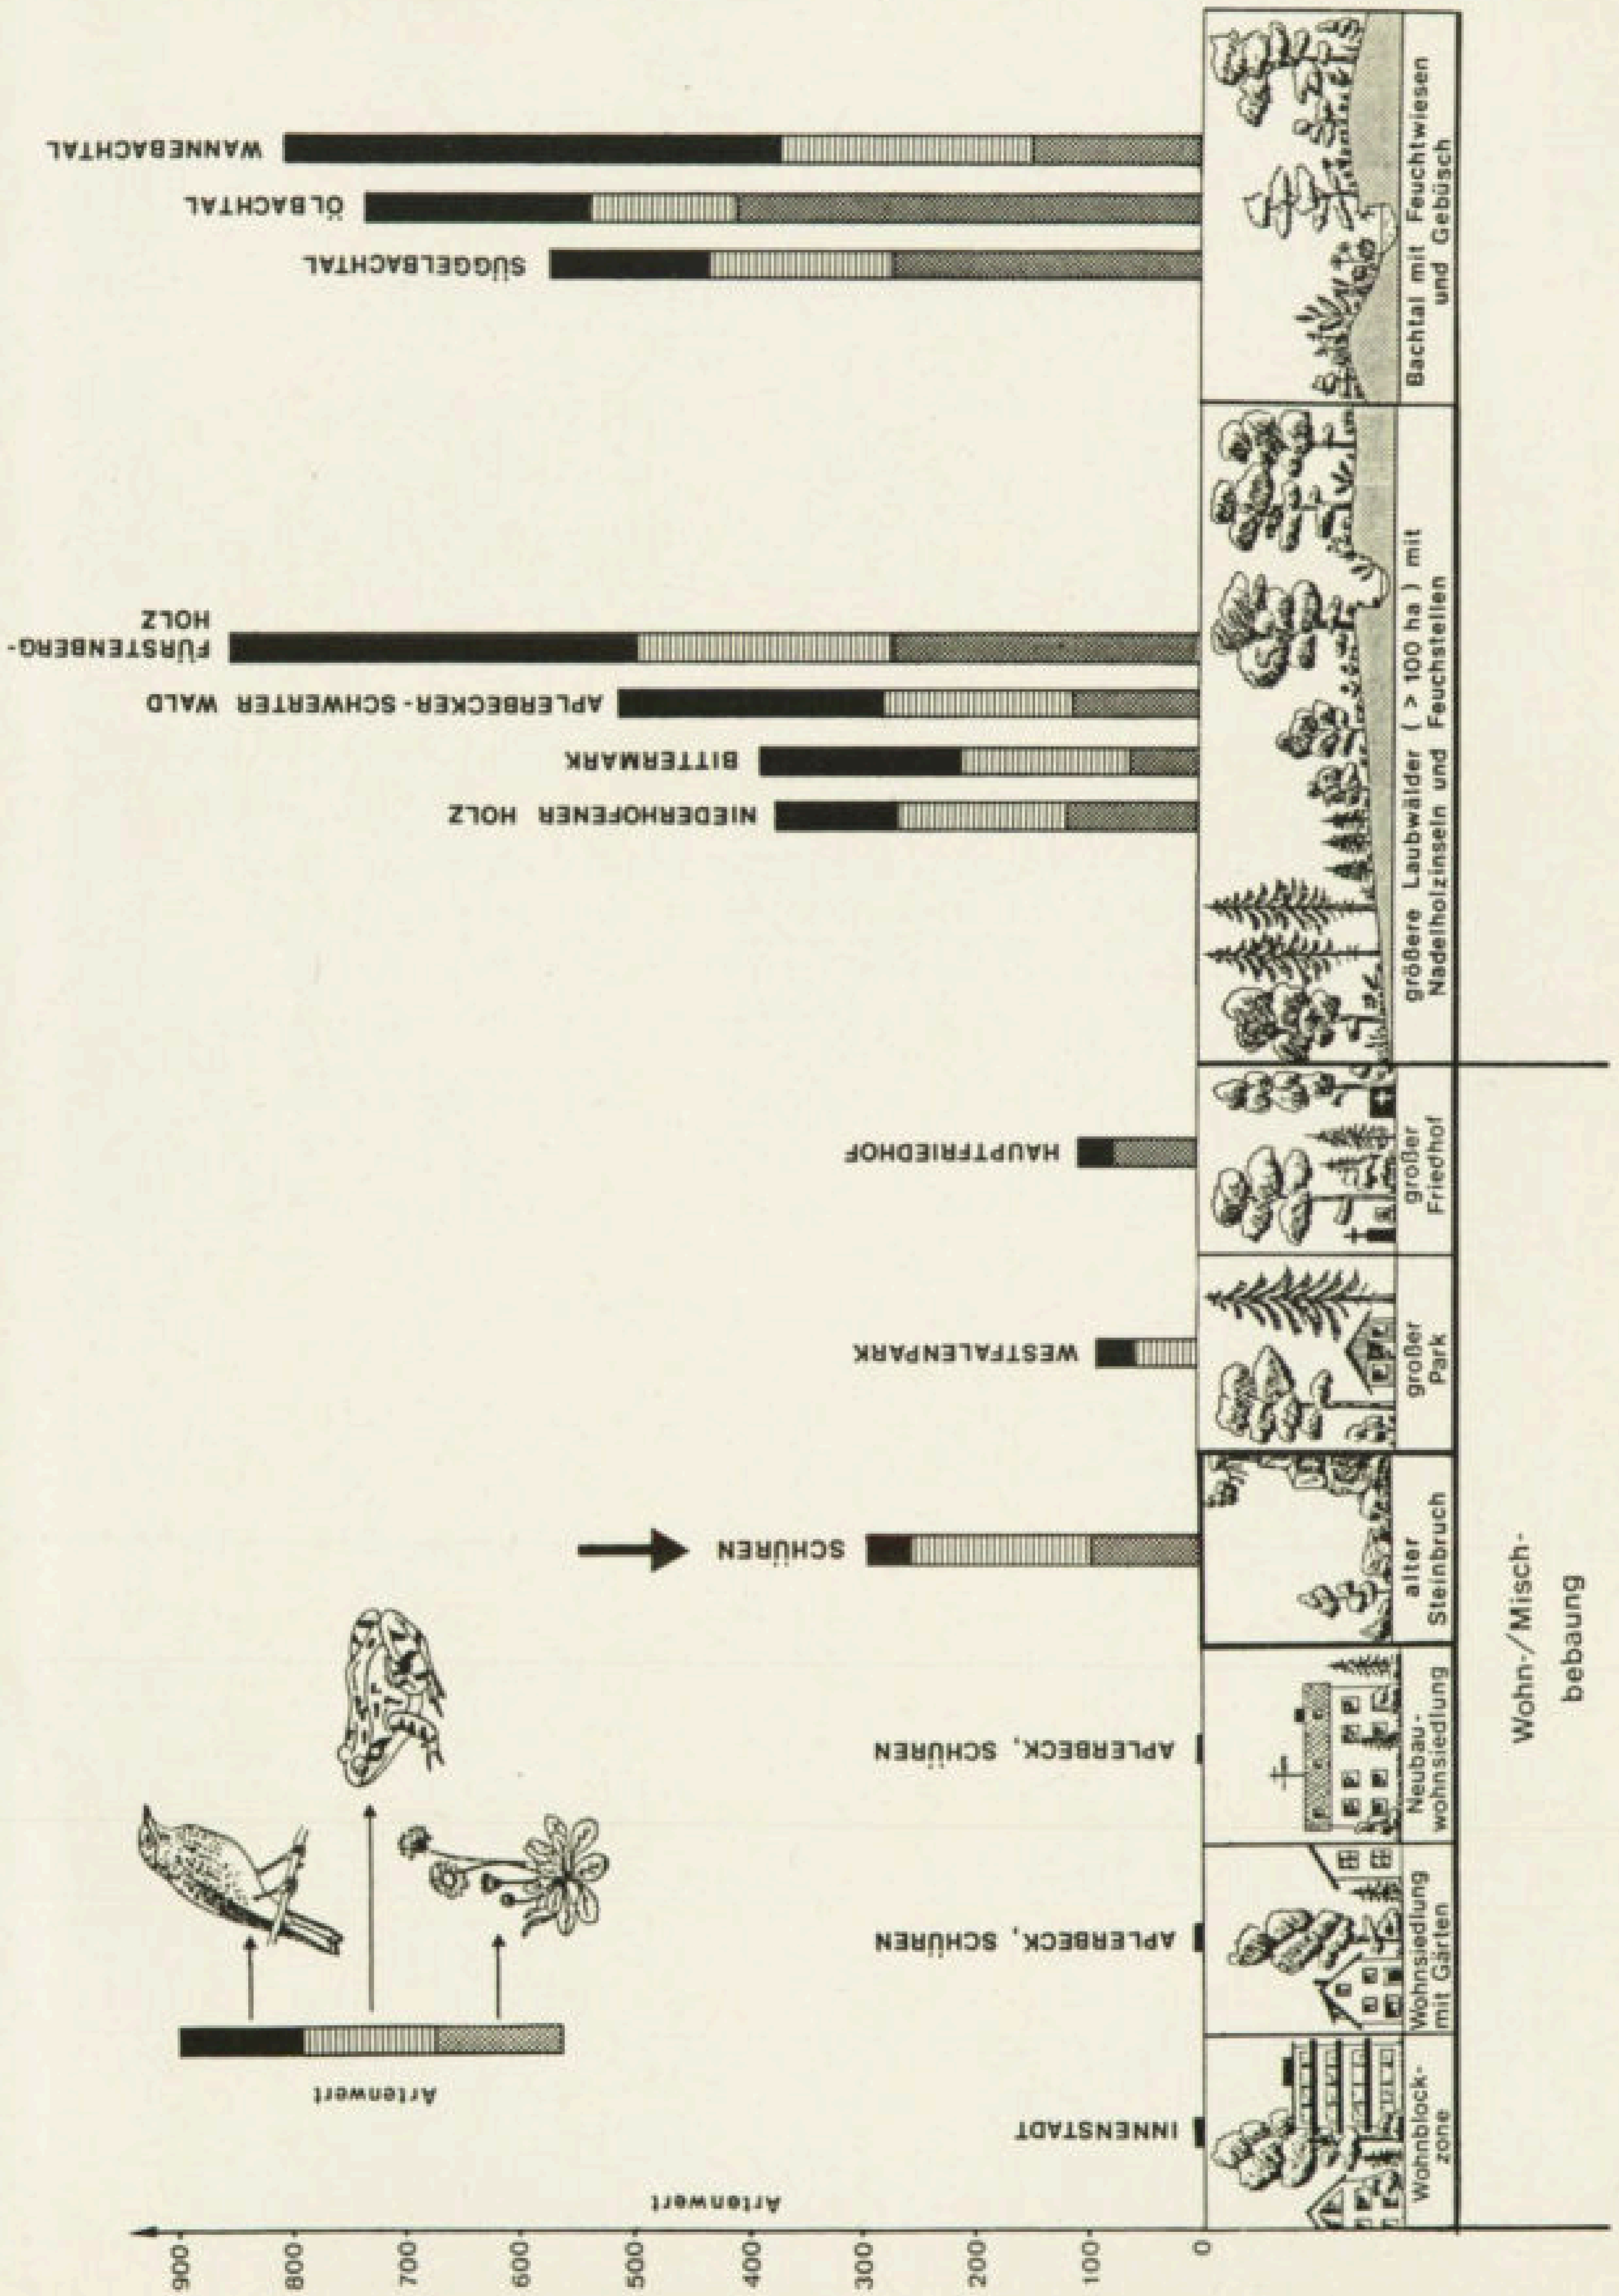 900
800
700
600
500
400
300
200
100
0
Artenwert
Artenwert
INNENSTADT
APLERBECK, SCHÜREN
APLERBECK, SCHÜREN
SCHÜREN
WESTFALENPARK
HAUPTFRIEDHOF
NIEDERHOFENER HOLZ
BITTERMARK
APLERBECKER-SCHWERTER WALD
FÜRSTENBERG-
HOLZ
SÜGGELBACHTAL
ÖLBACHTAL
WANNEBACHTAL
Wohnblock-
zone
Wohnsiedlung
mit Gärten
Neubau-
wohnsiedlung
alter
Steinbruch
großer
Park
großer
Friedhof
größere Laubwälder ( > 100 ha ) mit
Nadelholzinseln und Feuchstellen
Bachtal mit Feuchtwiesen
und Gebüsch
Wohn-/Misch-
bebaung